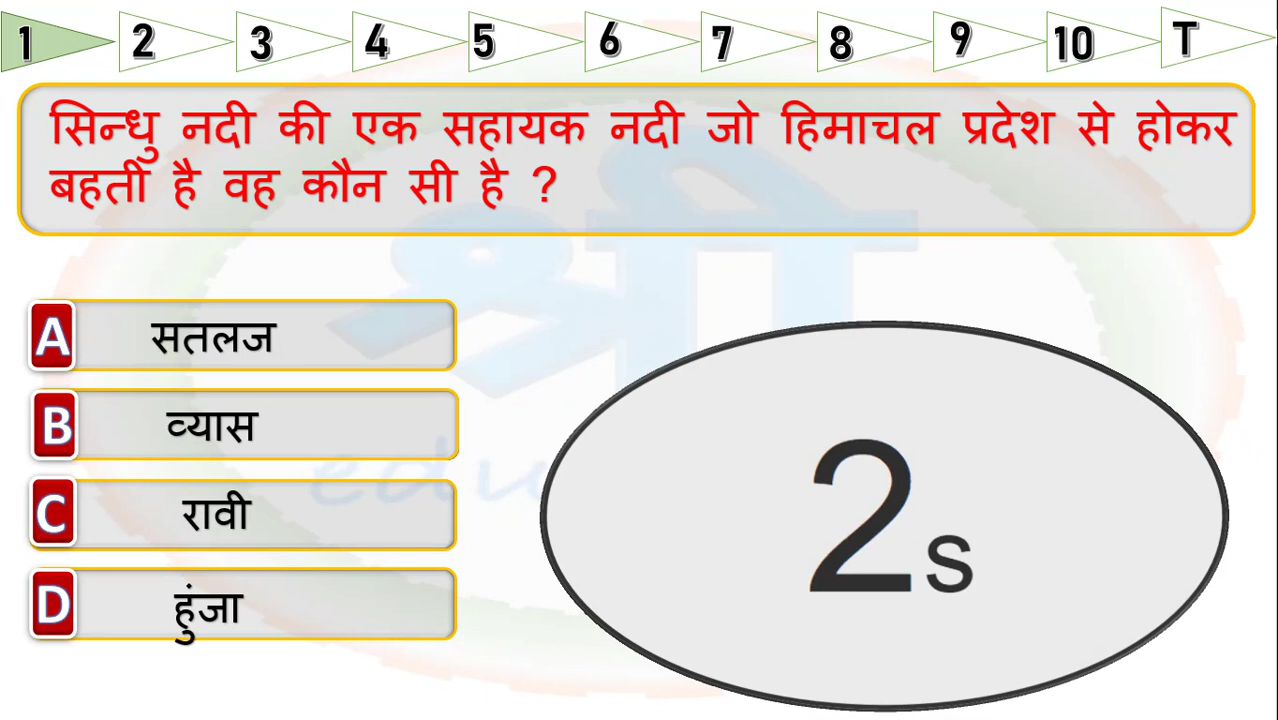 1 2 3 4 5 6 7 8 9 10 T
सिन्धु नदी की एक सहायक नदी जो हिमाचल प्रदेश से होकर
बहती है वह कौन सी है ?
A सतलज
B व्यास
C रावी
D हुंजा
2s
श्री
edu